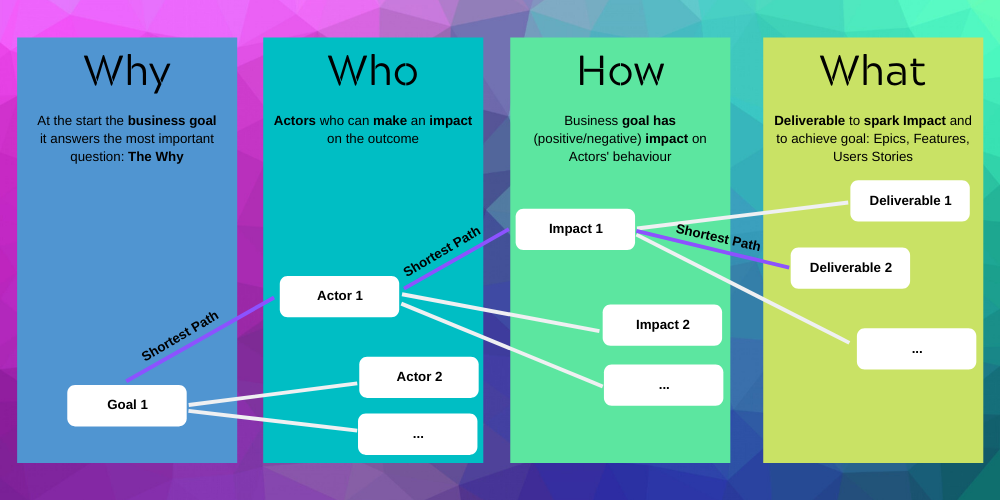 Why
At the start the business goal
it answers the most important
question: The Why
Shortest Path
Goal 1
Who
Actors who can make an impact
on the outcome
Shortest Path
Actor 1
Actor 2
...
How
Business goal has
(positive/negative) impact on
Actors' behaviour
Impact 1
Shortest Path
Impact 2
...
What
Deliverable to spark Impact and
to achieve goal: Epics, Features,
Users Stories
Deliverable 1
Deliverable 2
...